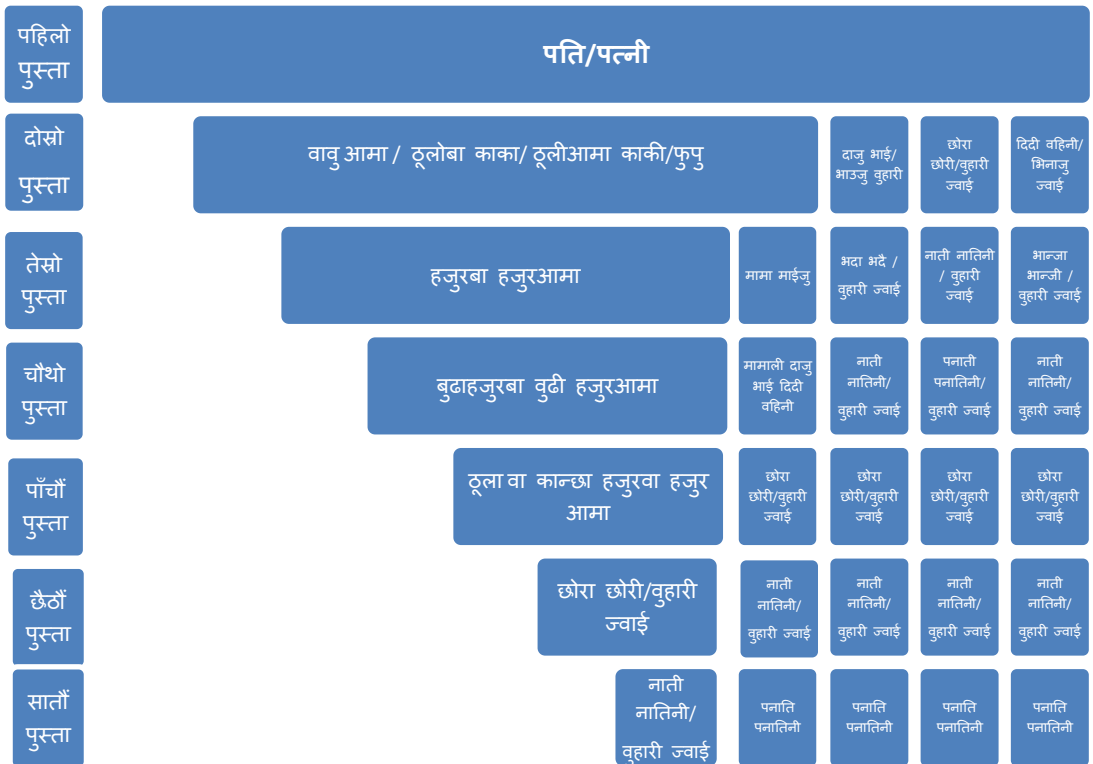 पहिलो
पुस्ता
पति/पत्नी
दोस्रो
पुस्ता
वावु आमा / ठूलोबा काका/ ठूलीआमा काकी/फुपु
दाजु भाई/
भाउजु वुहारी
छोरा
छोरी/वुहारी
ज्वाई
दिदी वहिनी/
भिनाजु
ज्वाई
तेस्रो
पुस्ता
हजुरबा हजुरआमा
मामा माईजु
भदा भदै /
वुहारी ज्वाई
नाती नातिनी
/ वुहारी
ज्वाई
भान्जा
भान्जी /
वुहारी ज्वाई
चौथो
पुस्ता
बुढाहजुरबा वुढी हजुरआमा
मामाली दाजु
भाई दिदी
वहिनी
नाती
नातिनी/
वुहारी ज्वाई
पनाती
पनातिनी/
वुहारी ज्वाई
नाती
नातिनी/
वुहारी ज्वाई
पाँचौं
पुस्ता
ठूला वा कान्छा हजुरवा हजुर
आमा
छोरा
छोरी/वुहारी
ज्वाई
छोरा
छोरी/वुहारी
ज्वाई
छोरा
छोरी/वुहारी
ज्वाई
छोरा
छोरी/वुहारी
ज्वाई
छैठौं
पुस्ता
छोरा छोरी/वुहारी
ज्वाई
नाती
नातिनी/
वुहारी ज्वाई
नाती
नातिनी/
वुहारी ज्वाई
नाती
नातिनी/
वुहारी ज्वाई
नाती
नातिनी/
वुहारी ज्वाई
सातौं
पुस्ता
नाती
नातिनी/
वुहारी ज्वाई
पनाति
पनातिनी
पनाति
पनातिनी
पनाति
पनातिनी
पनाति
पनातिनी